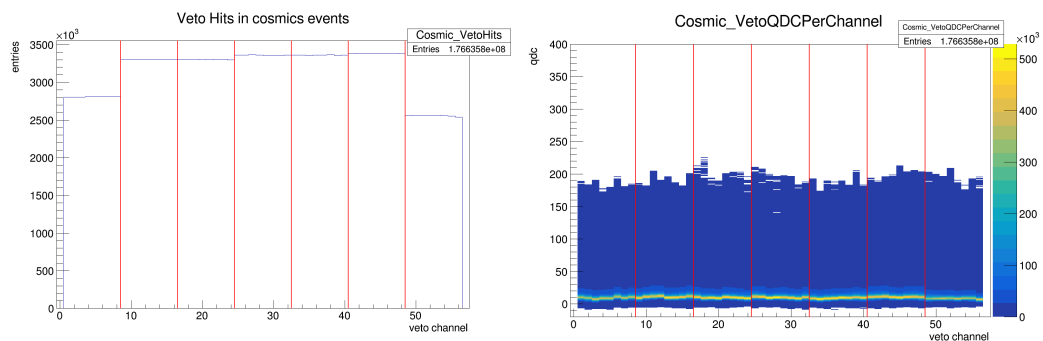 Veto Hits in cosmics events
Cosmic_VetoHits
Entries 1.766358e+08
entries
3500
3000
2500
2000
1500
1000
500
0
0 10 20 30 40 50
veto channel
Cosmic_VetoQDCPerChannel
Cosmic_VetoQDCPerChannel
Entries 1.766358e+08
×10³
qdc
400
350
300
250
200
150
100
50
0
0 10 20 30 40 50
veto channel
500
400
300
200
100
0